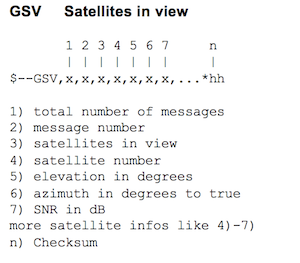 GSV    Satellites in view
1 2 3 4 5 6 7     n
| | | | | | |     |
$--GSV,x,x,x,x,x,x,x,...*hh
1) total number of messages
2) message number
3) satellites in view
4) satellite number
5) elevation in degrees
6) azimuth in degrees to true
7) SNR in dB
more satellite infos like 4)-7)
n) Checksum